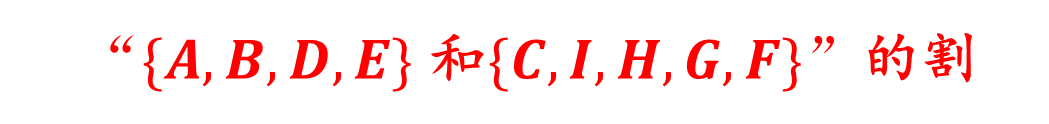 “{A, B, D, E} 和{C, I, H, G, F}”的割